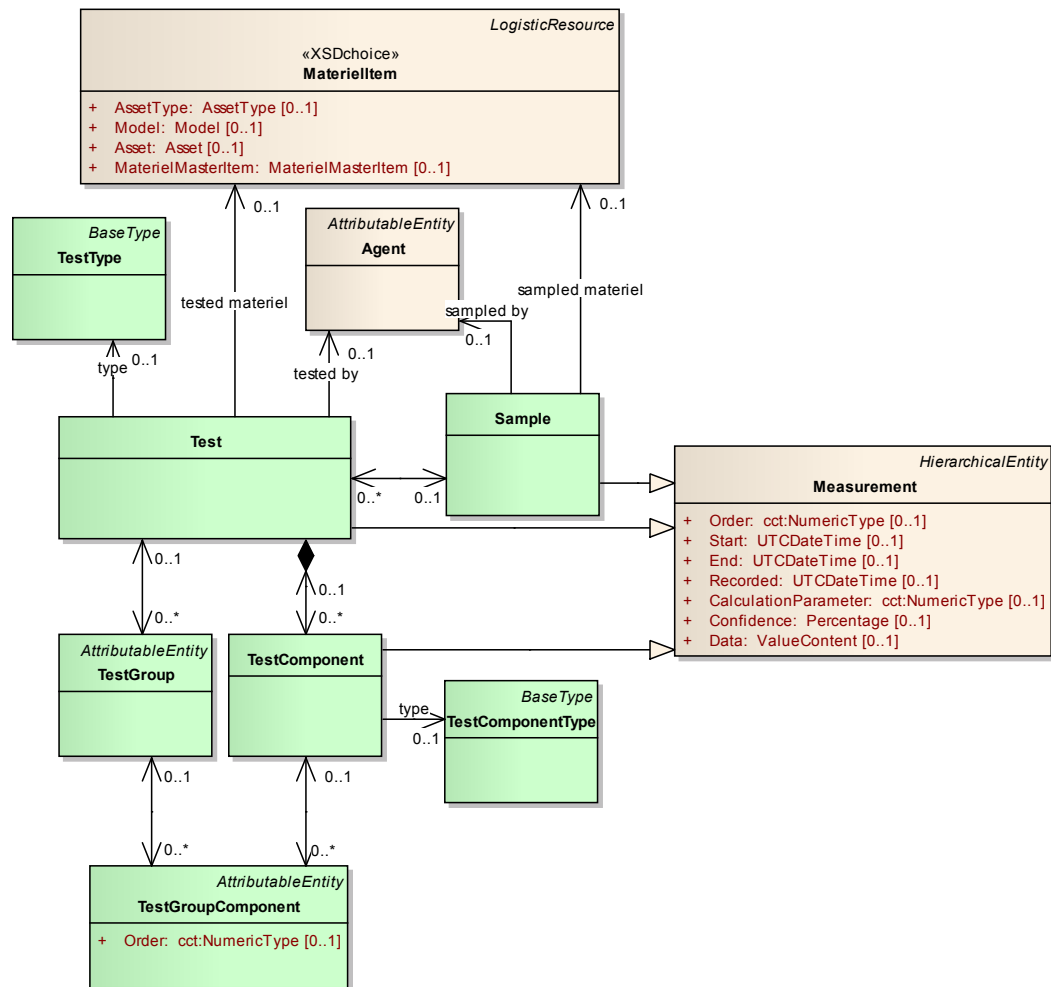 LogisticResource
«XSDchoice»
MaterielItem
+ AssetType: AssetType [0..1]
+ Model: Model [0..1]
+ Asset: Asset [0..1]
+ MaterielMasterItem: MaterielMasterItem [0..1]
0..1
0..1
BaseType
TestType
AttributableEntity
Agent
tested materiel
sampled materiel
sampled by
0..1
type
0..1
0..1
tested by
Test
Sample
0..*
0..1
HierarchicalEntity
Measurement
+ Order: cct:NumericType [0..1]
+ Start: UTCDateTime [0..1]
+ End: UTCDateTime [0..1]
+ Recorded: UTCDateTime [0..1]
+ CalculationParameter: cct:NumericType [0..1]
+ Confidence: Percentage [0..1]
+ Data: ValueContent [0..1]
0..1
0..1
0..*
0..*
AttributableEntity
TestGroup
TestComponent
type
0..1
BaseType
TestComponentType
0..1
0..1
0..*
0..*
AttributableEntity
TestGroupComponent
+ Order: cct:NumericType [0..1]